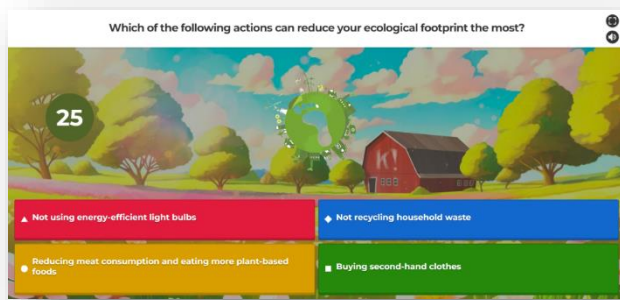 Which of the following actions can reduce your ecological footprint the most?
25
K!
Not using energy-efficient light bulbs
Not recycling household waste
Reducing meat consumption and eating more plant-based
foods
Buying second-hand clothes